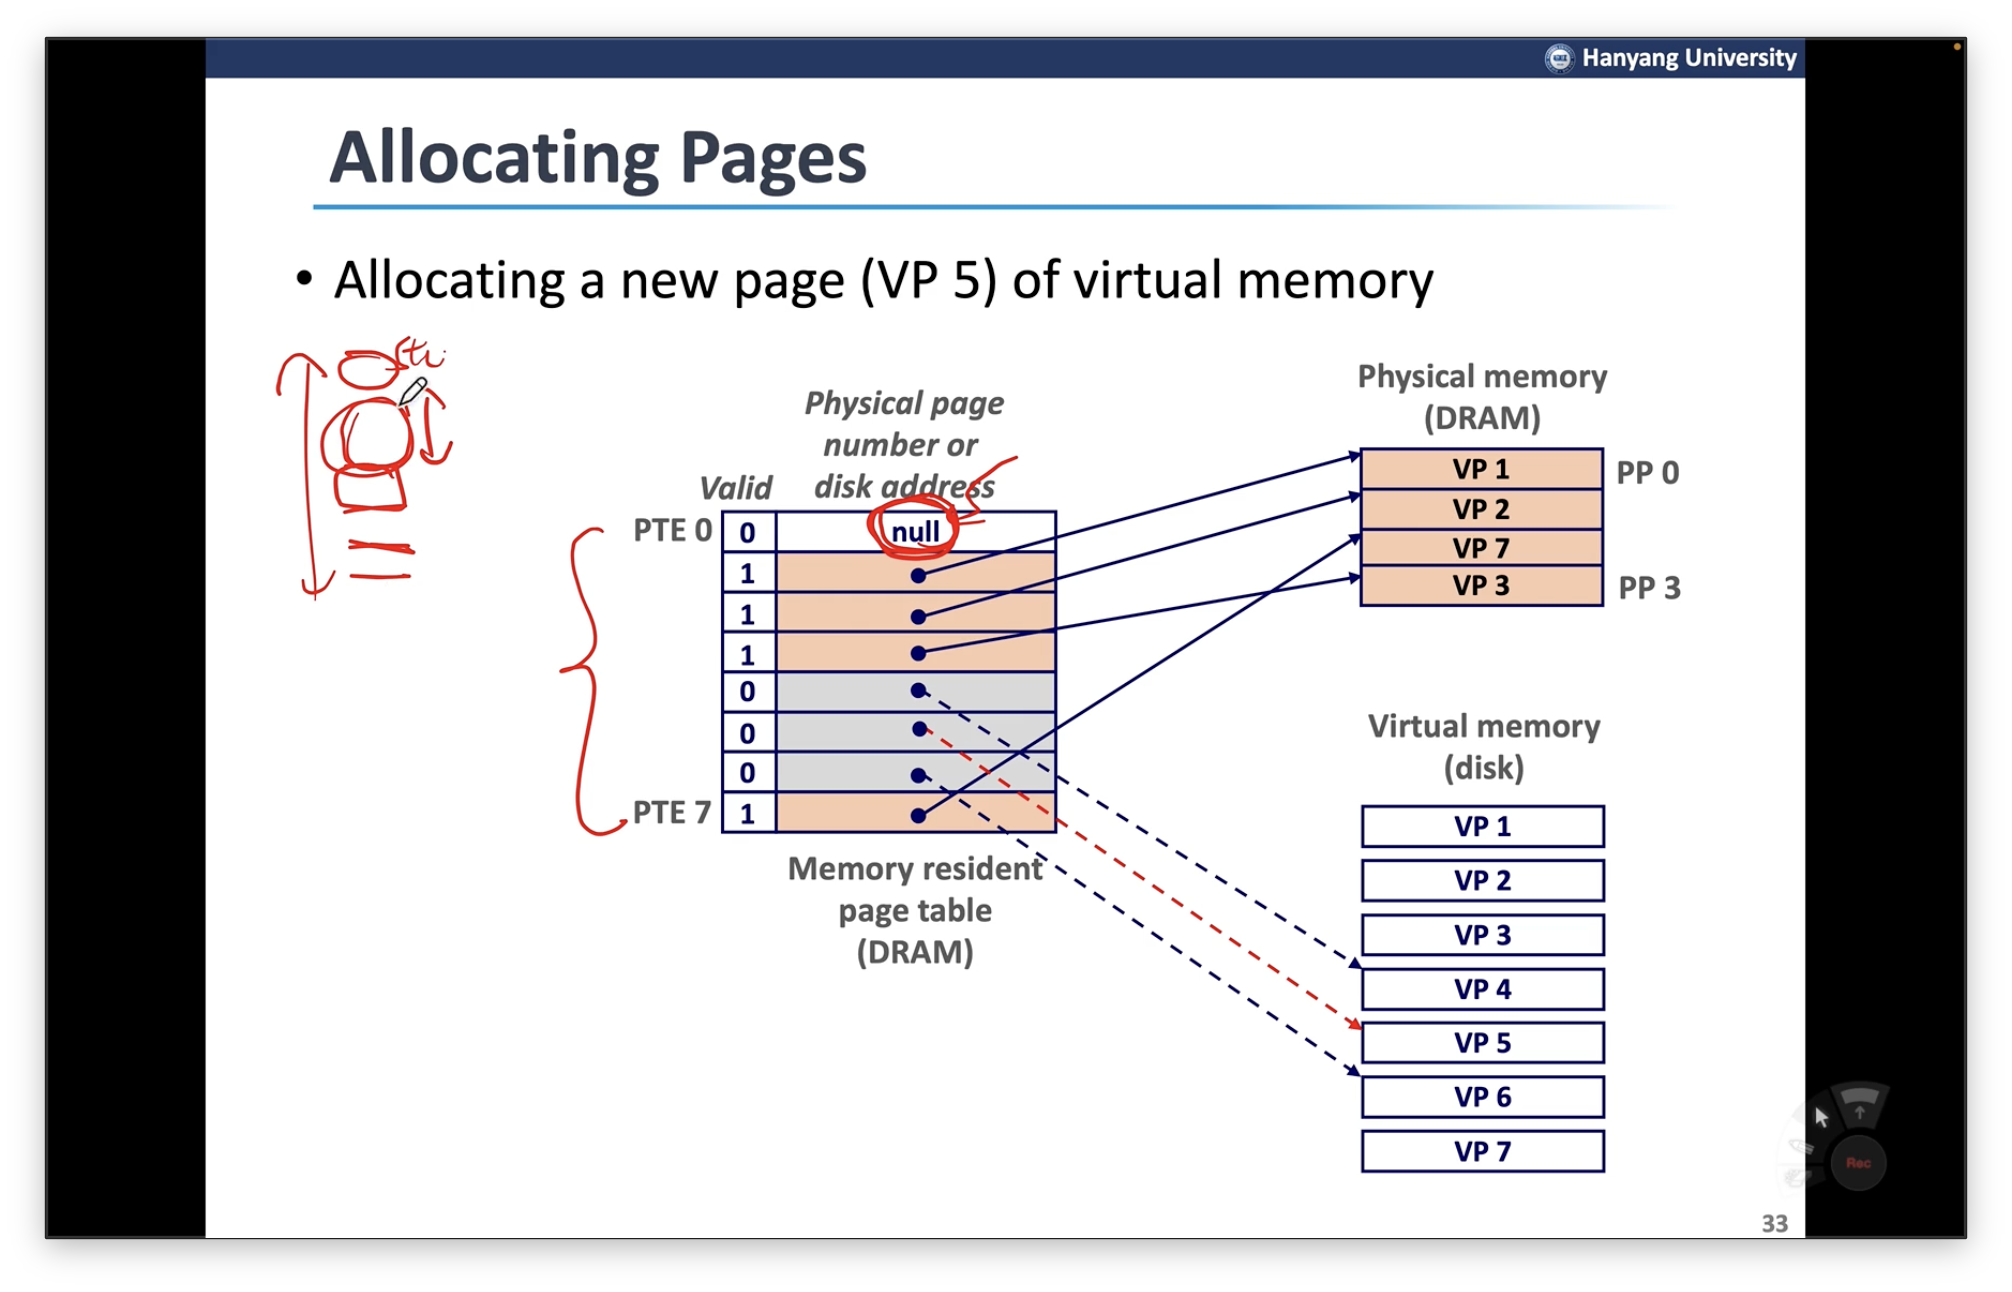 Hanyang University
Allocating Pages
• Allocating a new page (VP 5) of virtual memory
Physical page
number or
disk address
Valid
PTE 0
0
null
1
1
1
0
0
0
PTE 7
1
Memory resident
page table
(DRAM)
Physical memory
(DRAM)
VP 1
PP 0
VP 2
VP 7
VP 3
PP 3
Virtual memory
(disk)
VP 1
VP 2
VP 3
VP 4
VP 5
VP 6
VP 7
Rec
33